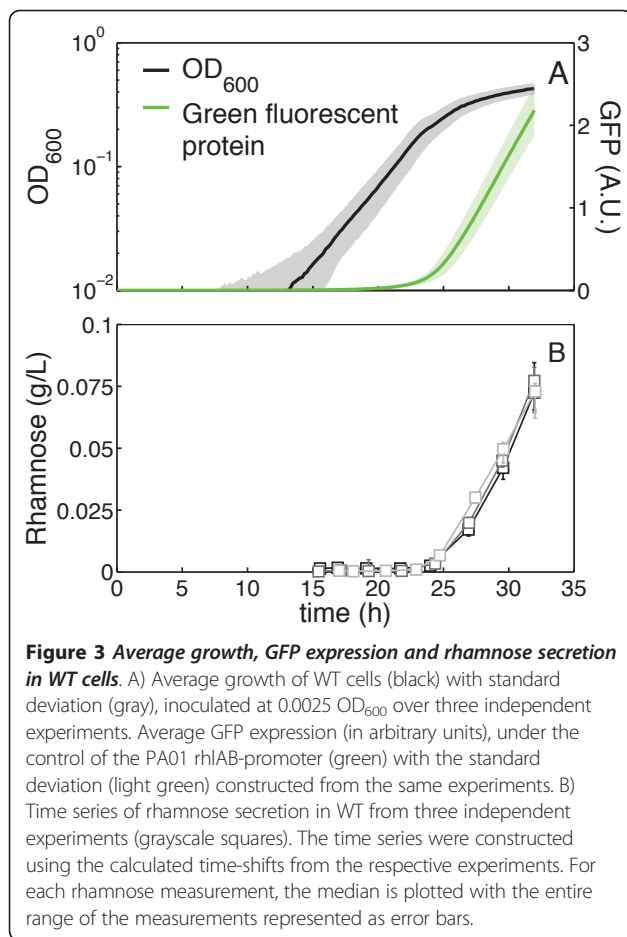 10⁰
10⁻¹
10⁻²
OD₆₀₀
OD₆₀₀
Green fluorescent
protein
A
3
2
1
0
GFP (A.U.)
0.1
0.075
0.05
0.025
0
Rhamnose (g/L)
B
0 5 10 15 20 25 30 35
time (h)
Figure 3 Average growth, GFP expression and rhamnose secretion
in WT cells. A) Average growth of WT cells (black) with standard
deviation (gray), inoculated at 0.0025 OD₆₀₀ over three independent
experiments. Average GFP expression (in arbitrary units), under the
control of the PA01 rhlAB-promoter (green) with the standard
deviation (light green) constructed from the same experiments. B)
Time series of rhamnose secretion in WT from three independent
experiments (grayscale squares). The time series were constructed
using the calculated time-shifts from the respective experiments. For
each rhamnose measurement, the median is plotted with the entire
range of the measurements represented as error bars.